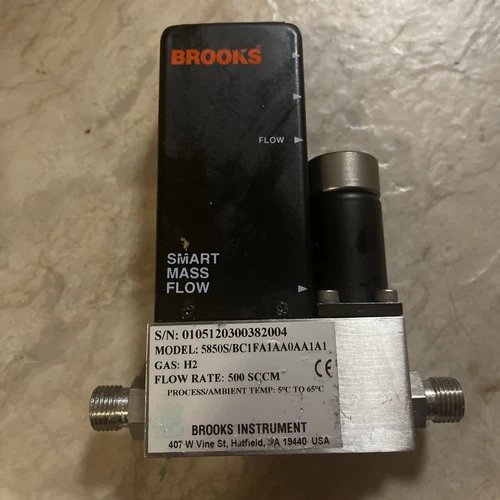 BROOKS
FLOW
SMART
MASS
FLOW
S/N: 0105120300382004
MODEL: 5850S/BC1FA1AA0AA1A1
GAS: H2
FLOW RATE: 500 SCCM
CE
PROCESS/AMBIENT TEMP: 5°C TO 65°C
BROOKS INSTRUMENT
407 W Vine St, Hatfield, PA 19440 USA